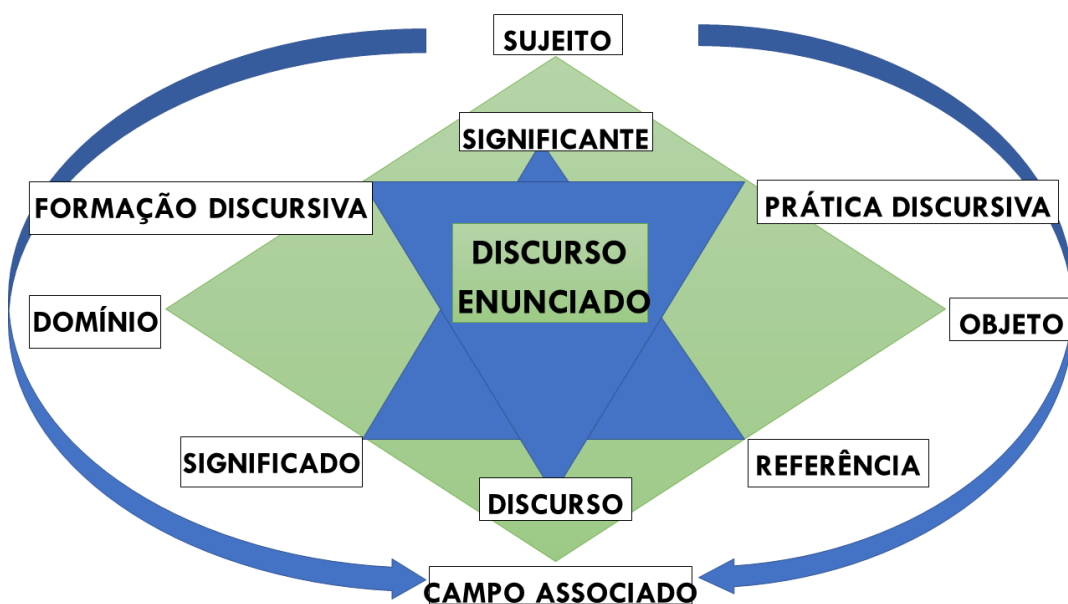 SUJEITO
SIGNIFICANTE
FORMAÇÃO DISCURSIVA
PRÁTICA DISCURSIVA
DISCURSO
ENUNCIADO
DOMÍNIO
OBJETO
SIGNIFICADO
REFERÊNCIA
DISCURSO
CAMPO ASSOCIADO